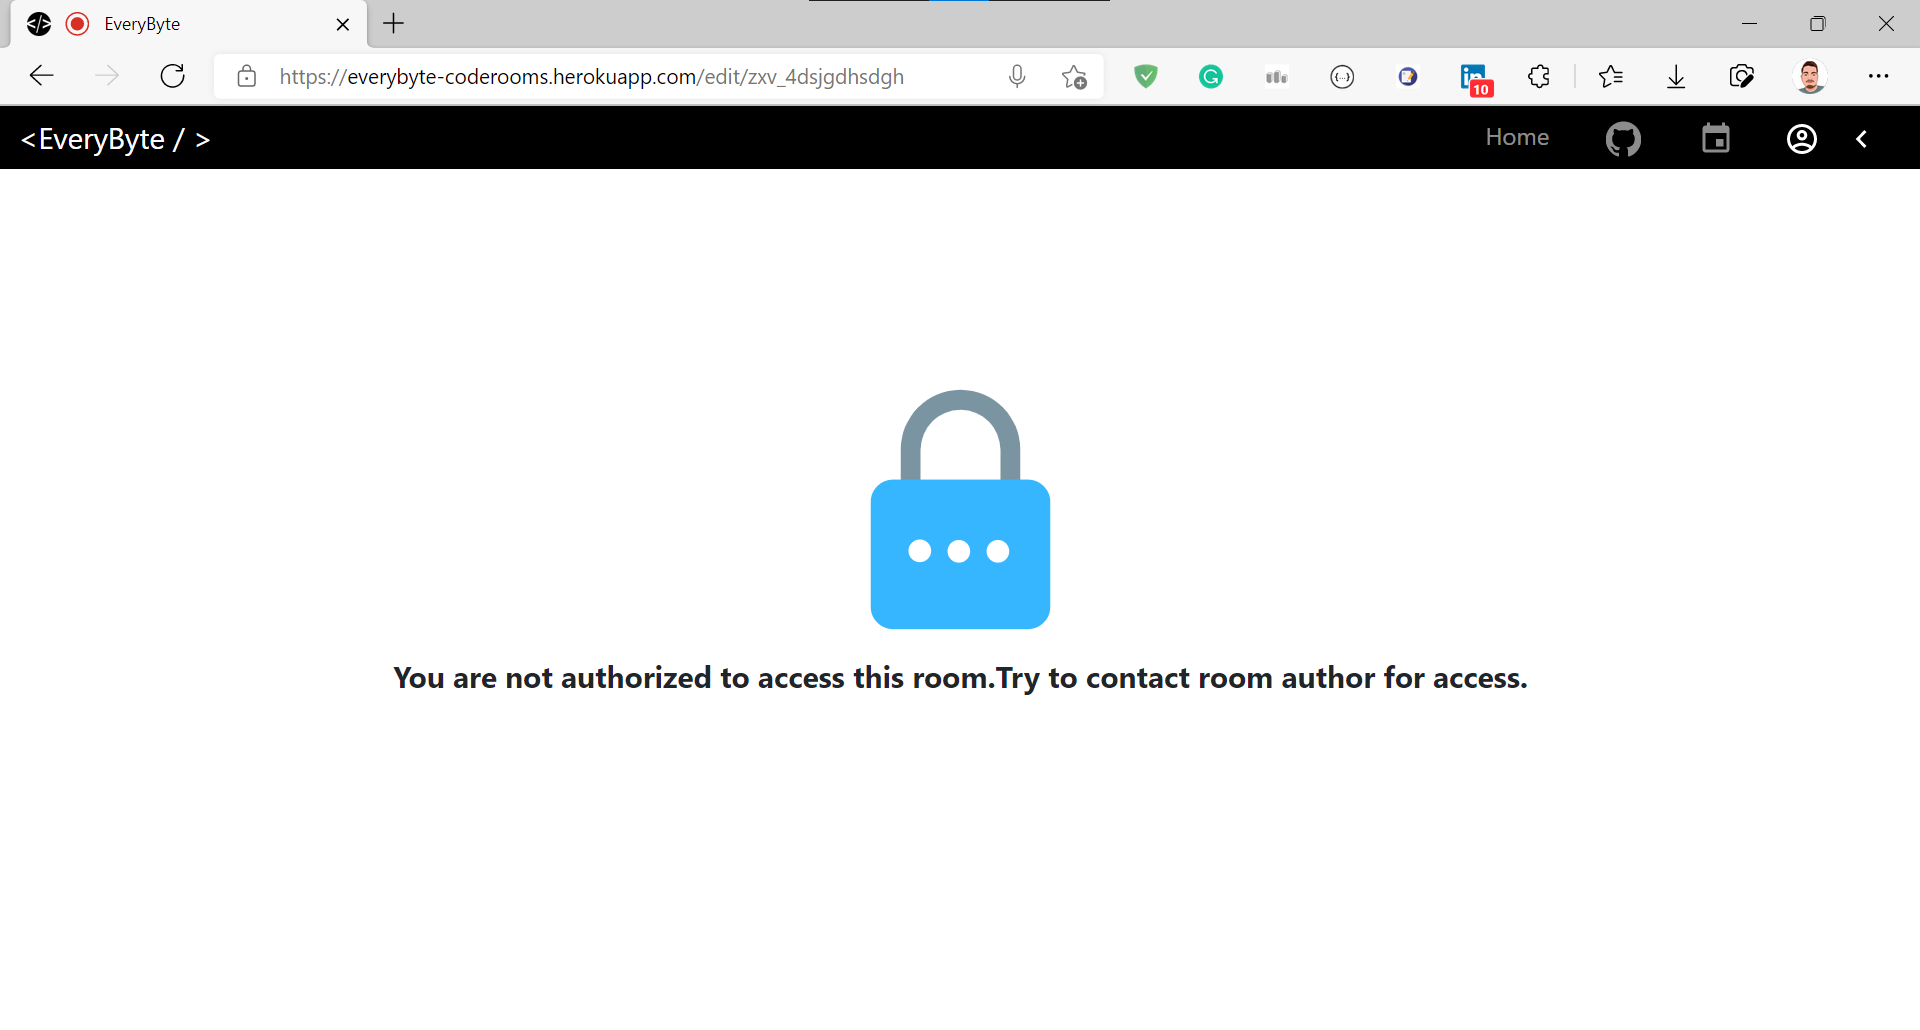 EveryByte
https://everybyte-coderooms.herokuapp.com/edit/zxv_4dsjgdhsdgh
in
10
<EveryByte / >
Home
You are not authorized to access this room.Try to contact room author for access.